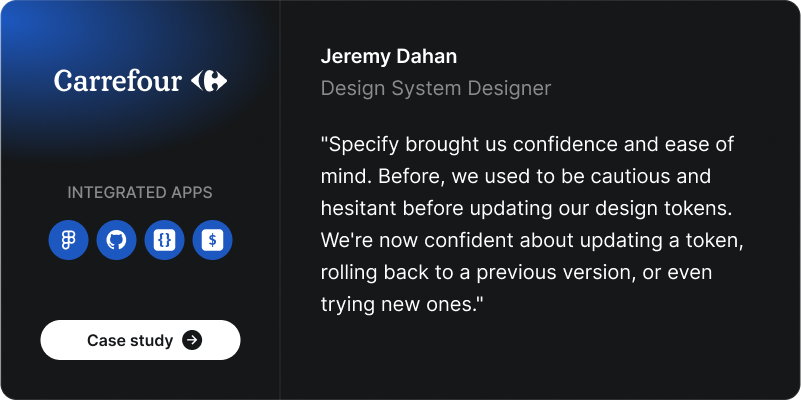 Carrefour
INTEGRATED APPS
{}
$
Case study
Jeremy Dahan
Design System Designer
"Specify brought us confidence and ease of
mind. Before, we used to be cautious and
hesitant before updating our design tokens.
We're now confident about updating a token,
rolling back to a previous version, or even
trying new ones."